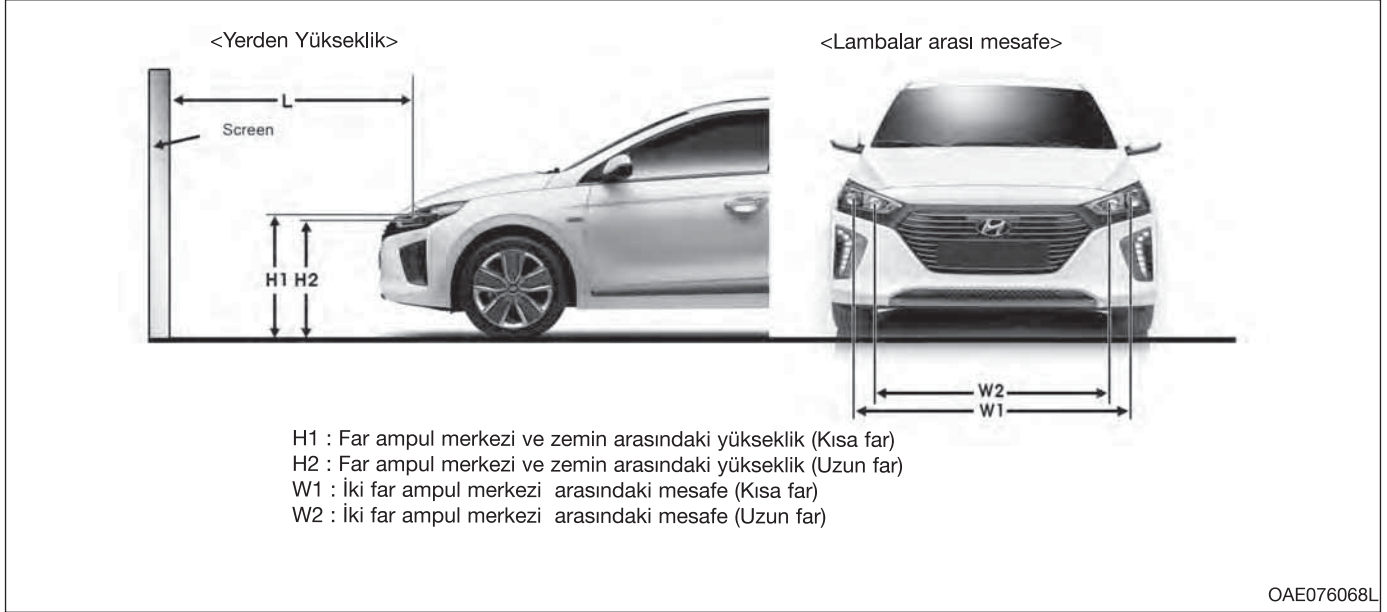 <Yerden Yükseklik>
<Lambalar arası mesafe>
L
Screen
H1 H2
W2
W1
H1 : Far ampul merkezi ve zemin arasındaki yükseklik (Kısa far)
H2 : Far ampul merkezi ve zemin arasındaki yükseklik (Uzun far)
W1 : İki far ampul merkezi  arasındaki mesafe (Kısa far)
W2 : İki far ampul merkezi  arasındaki mesafe (Uzun far)
OAE076068L